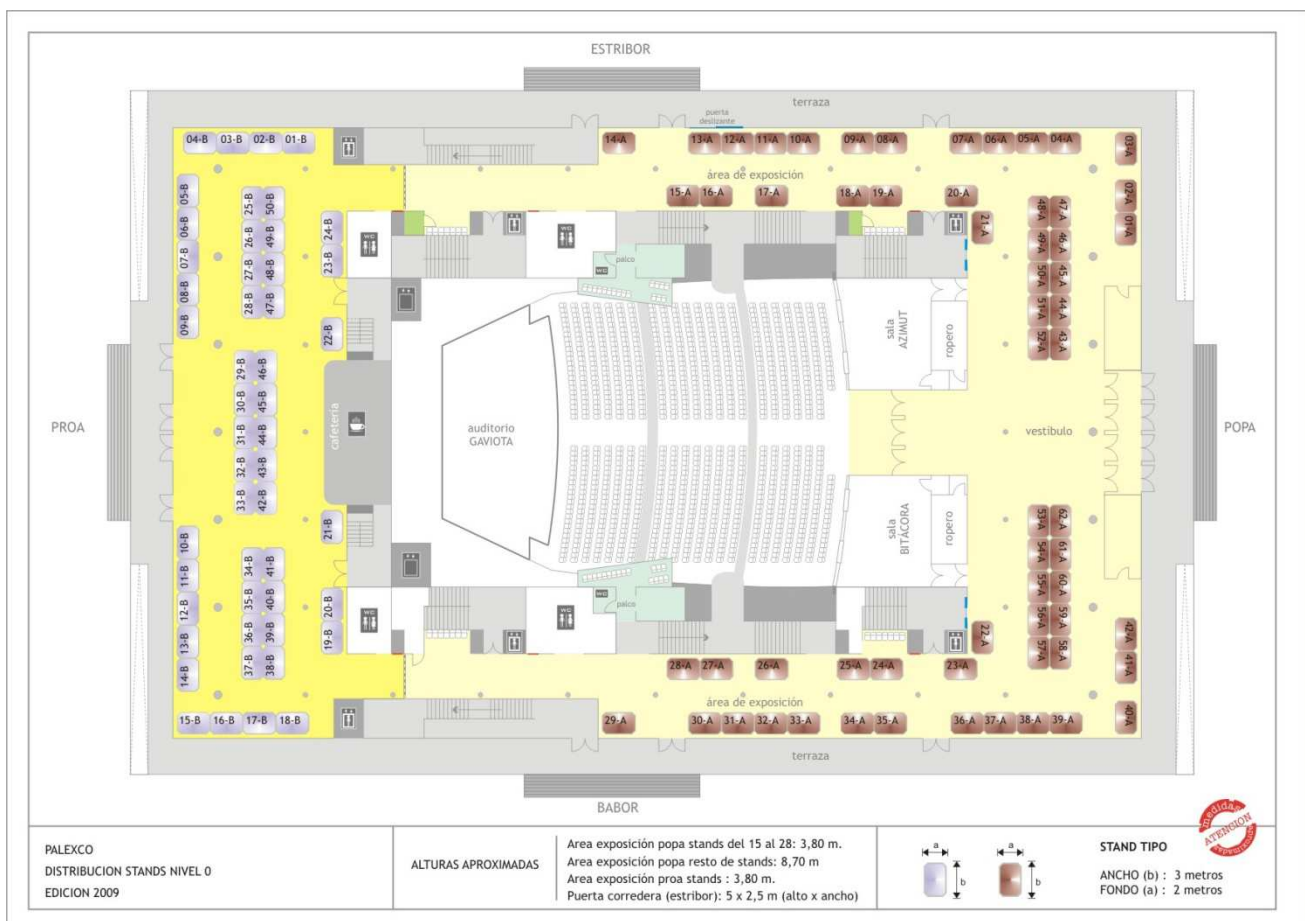 ESTRIBOR
terraza
puerta
deslizante
04-B 03-B 02-B 01-B
14-A 13-A 12-A 11-A 10-A 09-A 08-A 07-A 06-A 05-A 04-A 03-A
área de exposición
15-A 16-A 17-A 18-A 19-A 20-A
21-A
02-A
01-A
05-B
06-B
07-B
08-B
09-B
25-B 50-B
26-B 49-B
27-B 48-B
28-B 47-B
24-B
23-B
22-B
48-A 47-A
49-A 46-A
50-A 45-A
51-A 44-A
52-A 43-A
WC
WC
palco
WC
sala
AZIMUT
ropero
29-B 46-B
30-B 45-B
31-B 44-B
32-B 43-B
33-B 42-B
PROA
cafetería
auditorio
GAVIOTA
vestíbulo
POPA
21-B
10-B
11-B
12-B
13-B
14-B
34-B 41-B
35-B 40-B
36-B 39-B
37-B 38-B
20-B
19-B
sala
BITÁCORA
ropero
53-A 62-A
54-A 61-A
55-A 60-A
56-A 59-A
57-A 58-A
WC
palco
WC
WC
22-A
42-A
41-A
28-A 27-A 26-A 25-A 24-A 23-A
área de exposición
15-B 16-B 17-B 18-B
29-A 30-A 31-A 32-A 33-A 34-A 35-A 36-A 37-A 38-A 39-A 40-A
terraza
BABOR
PALEXCO
DISTRIBUCION STANDS NIVEL 0
EDICION 2009
ALTURAS APROXIMADAS
Area exposición popa stands del 15 al 28: 3,80 m.
Area exposición popa resto de stands: 8,70 m
Area exposición proa stands : 3,80 m.
Puerta corredera (estribor): 5 x 2,5 m (alto x ancho)
a
b
a
b
STAND TIPO
ANCHO (b) : 3 metros
FONDO (a) : 2 metros
medidas
ATENCION